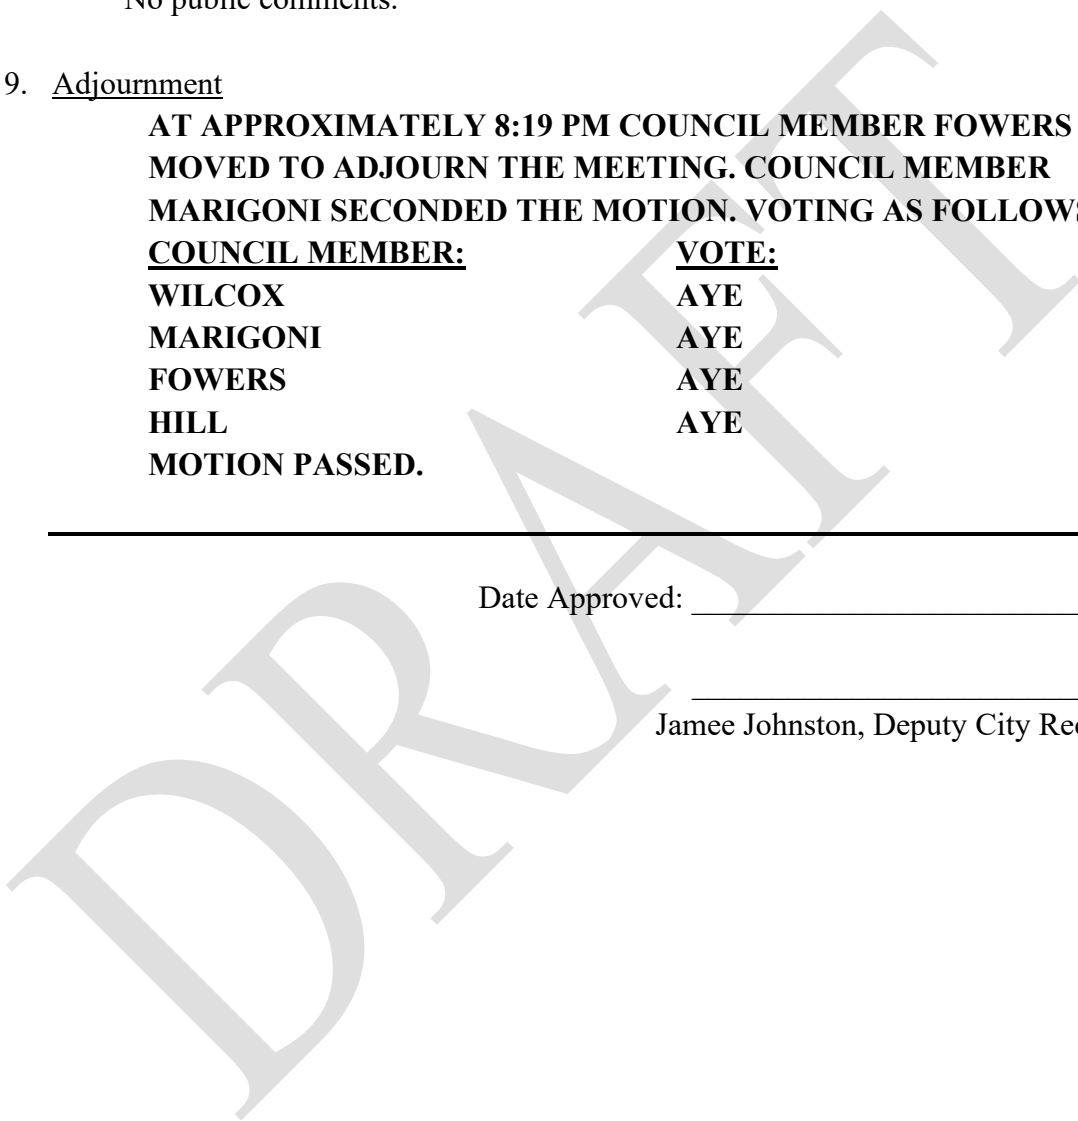 No public comments.
9. Adjournment
AT APPROXIMATELY 8:19 PM COUNCIL MEMBER FOWERS
MOVED TO ADJOURN THE MEETING. COUNCIL MEMBER
MARIGONI SECONDED THE MOTION. VOTING AS FOLLOWS
COUNCIL MEMBER: VOTE:
WILCOX AYE
MARIGONI AYE
FOWERS AYE
HILL AYE
MOTION PASSED.
Date Approved:
Jamee Johnston, Deputy City
DRAFT